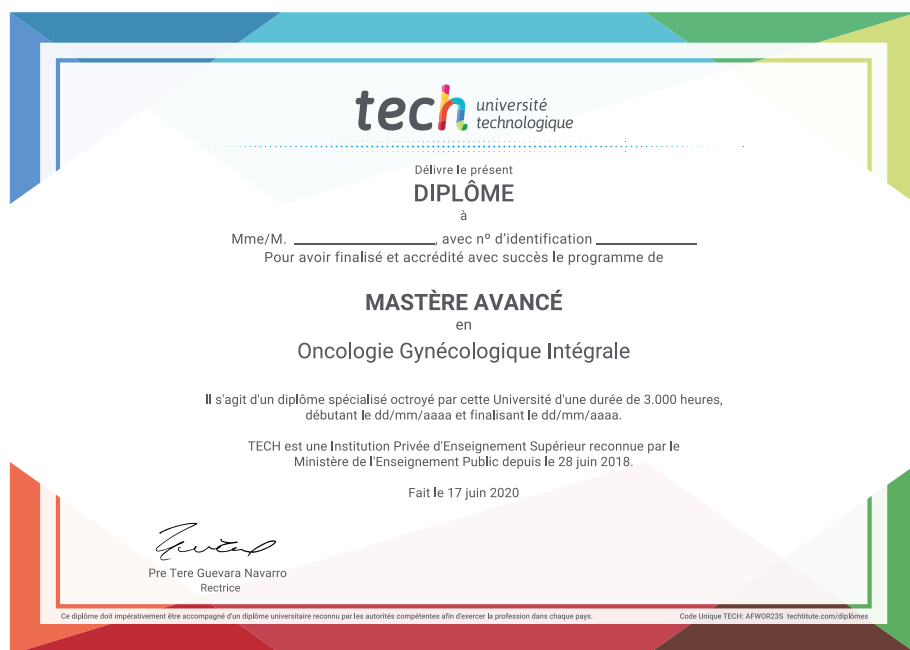 tech université
technologique
Délivre le présent
DIPLÔME
à
Mme/M. ____________________, avec nº d'identification ______________
Pour avoir finalisé et accrédité avec succès le programme de
MASTÈRE AVANCÉ
en
Oncologie Gynécologique Intégrale
Il s'agit d'un diplôme spécialisé octroyé par cette Université d'une durée de 3.000 heures,
débutant le dd/mm/aaaa et finalisant le dd/mm/aaaa.
TECH est une Institution Privée d'Enseignement Supérieur reconnue par le
Ministère de l'Enseignement Public depuis le 28 juin 2018.
Fait le 17 juin 2020
Pre Tere Guevara Navarro
Rectrice
Ce diplôme doit impérativement être accompagné d'un diplôme universitaire reconnu par les autorités compétentes afin d'exercer la profession dans chaque pays.
Code Unique TECH: AFWOR23S techtitute.com/diplomes